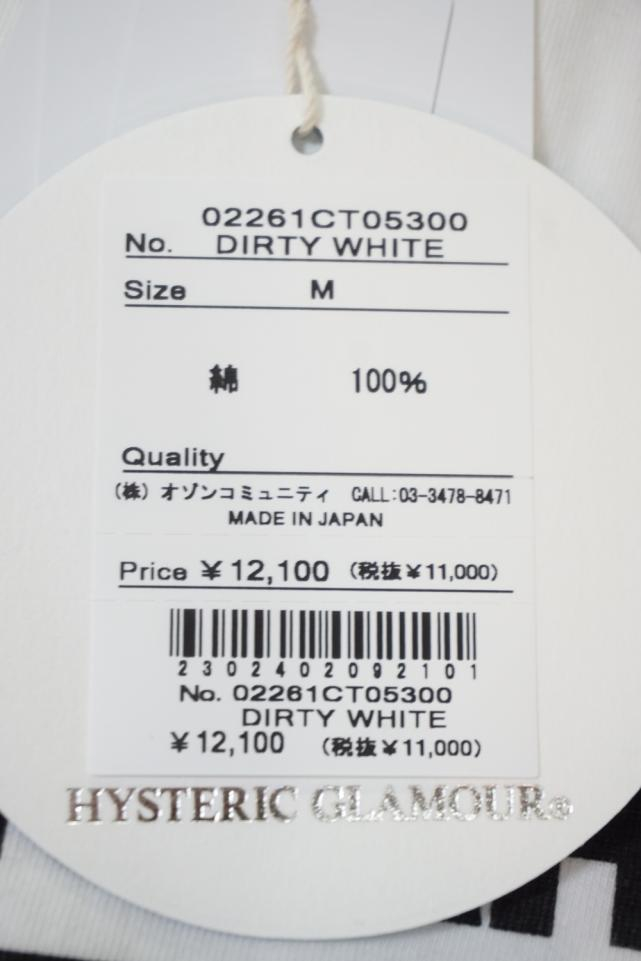 02261CT05300
No. DIRTY WHITE
Size M
綿 100%
Quality
(株) オゾンコミュニティ CALL:03-3478-8471
MADE IN JAPAN
Price ¥12,100 (税抜¥11,000)
2302402092101
No. 02261CT05300
DIRTY WHITE
¥12,100 (税抜¥11,000)
HYSTERIC GLAMOUR®